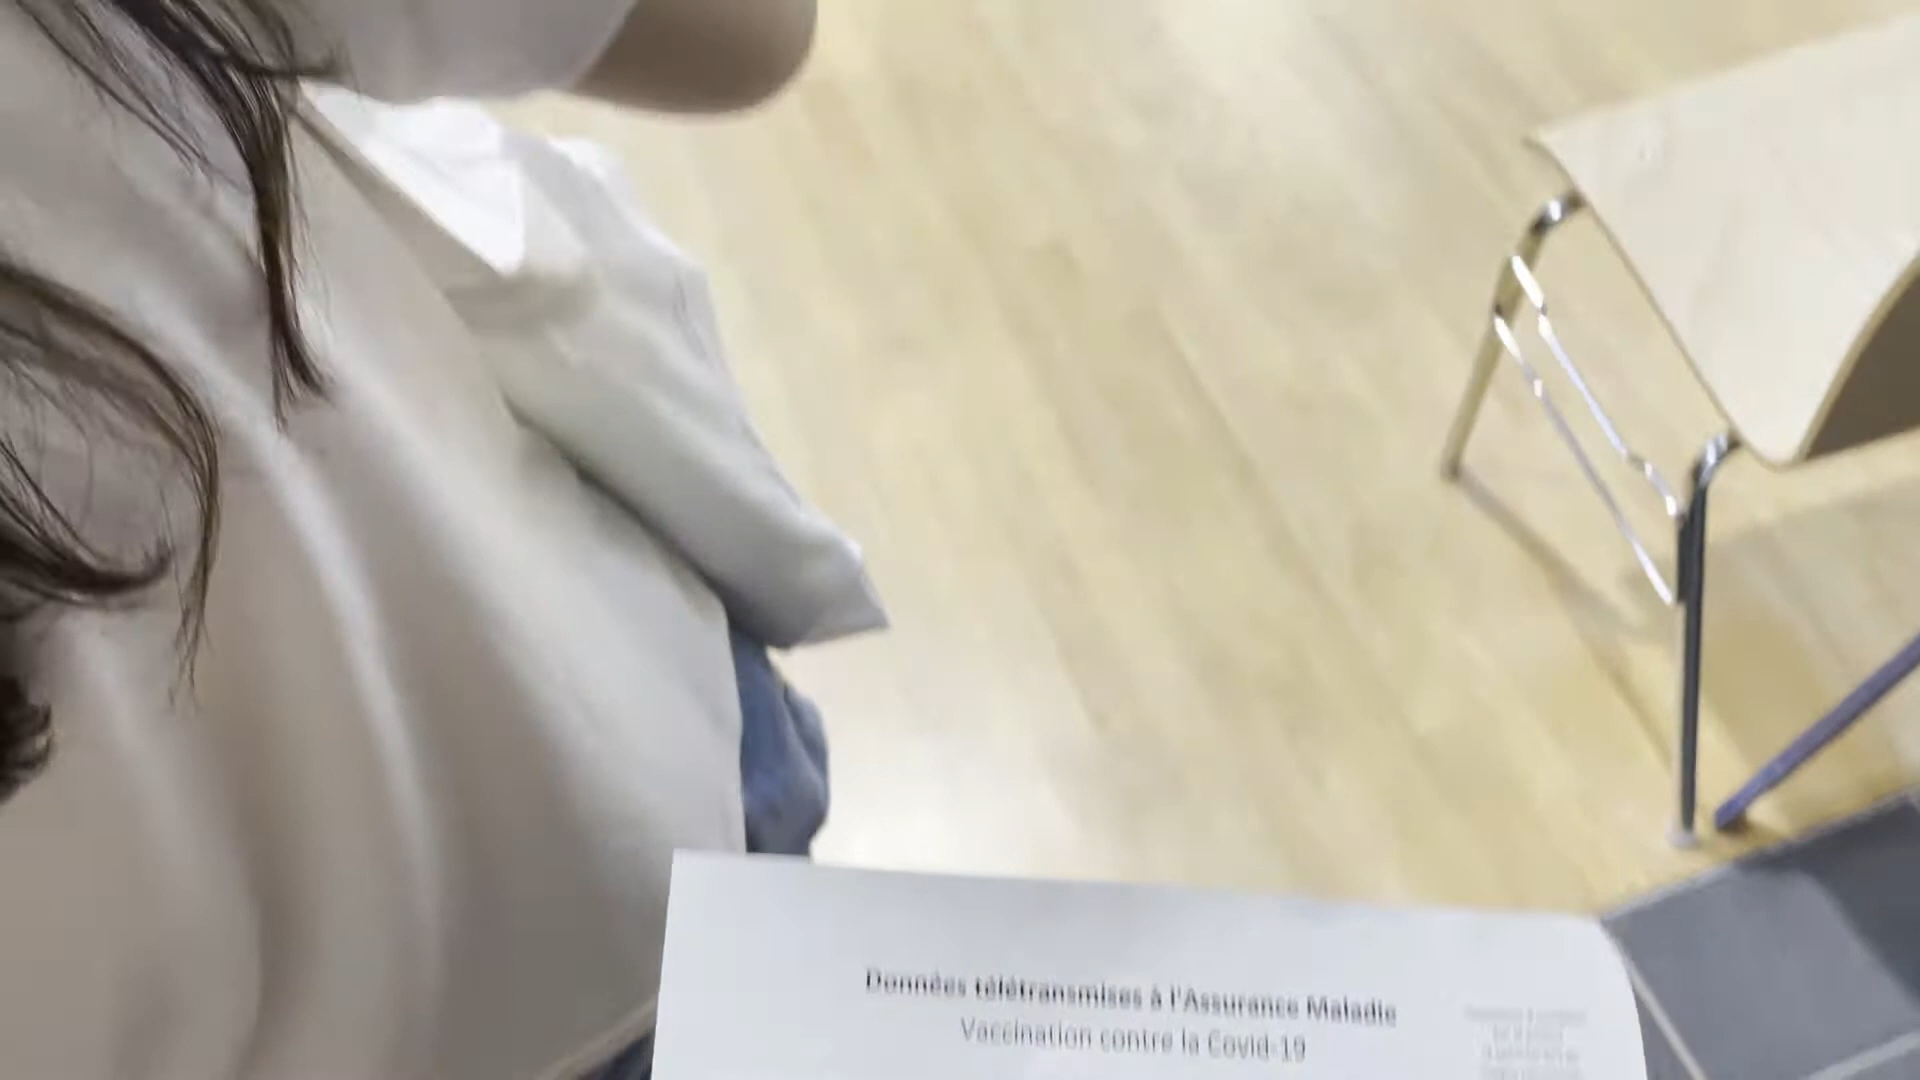 Données télétransmises à l'Assurance Maladie
Vaccination contre la Covid-19